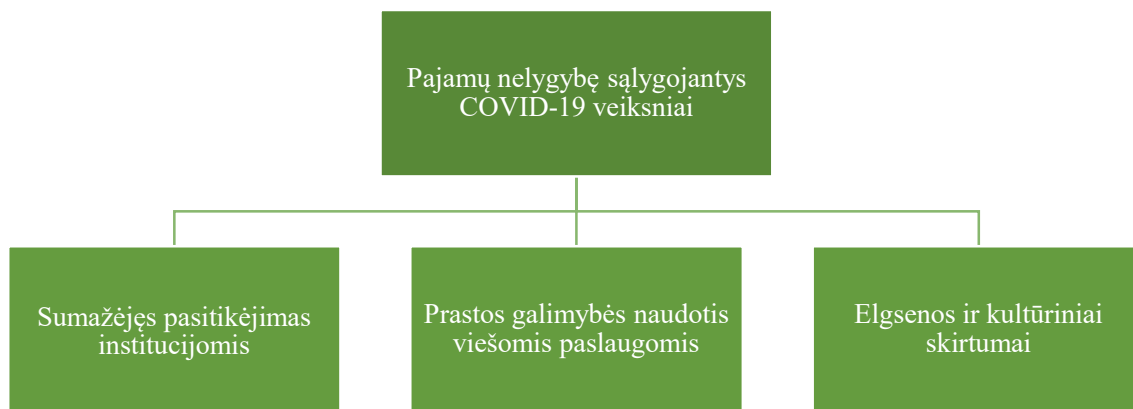 Pajamų nelygybę sąlygojantys
COVID-19 veiksniai
Sumažėjęs pasitikėjimas
institucijomis
Prastos galimybės naudotis
viešomis paslaugomis
Elgsenos ir kultūriniai
skirtumai